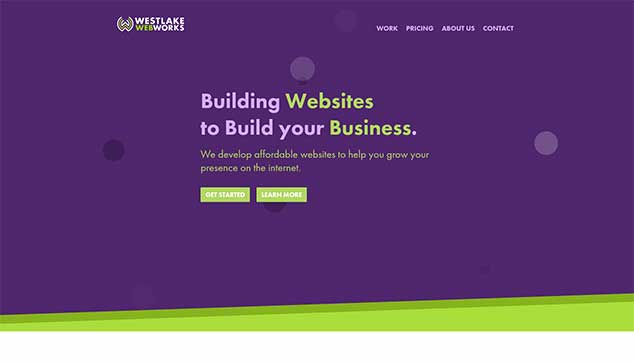 WESTLAKE
WEBWORKS
WORK PRICING ABOUT US CONTACT
Building Websites
to Build your Business.
We develop affordable websites to help you grow your
presence on the internet.
GET STARTED LEARN MORE